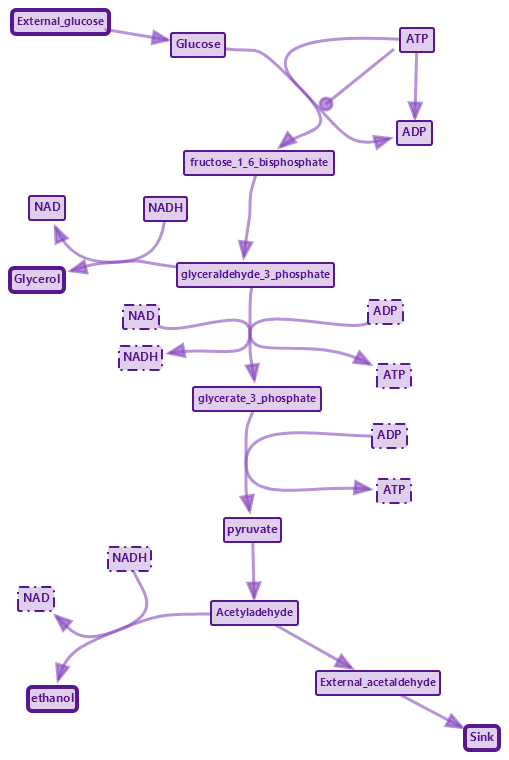 External_glucose
Glucose
ATP
ADP
fructose_1_6_bisphosphate
NAD
NADH
glyceraldehyde_3_phosphate
Glycerol
NAD
ADP
NADH
ATP
glycerate_3_phosphate
ADP
ATP
pyruvate
NADH
NAD
Acetyladehyde
External_acetaldehyde
ethanol
Sink